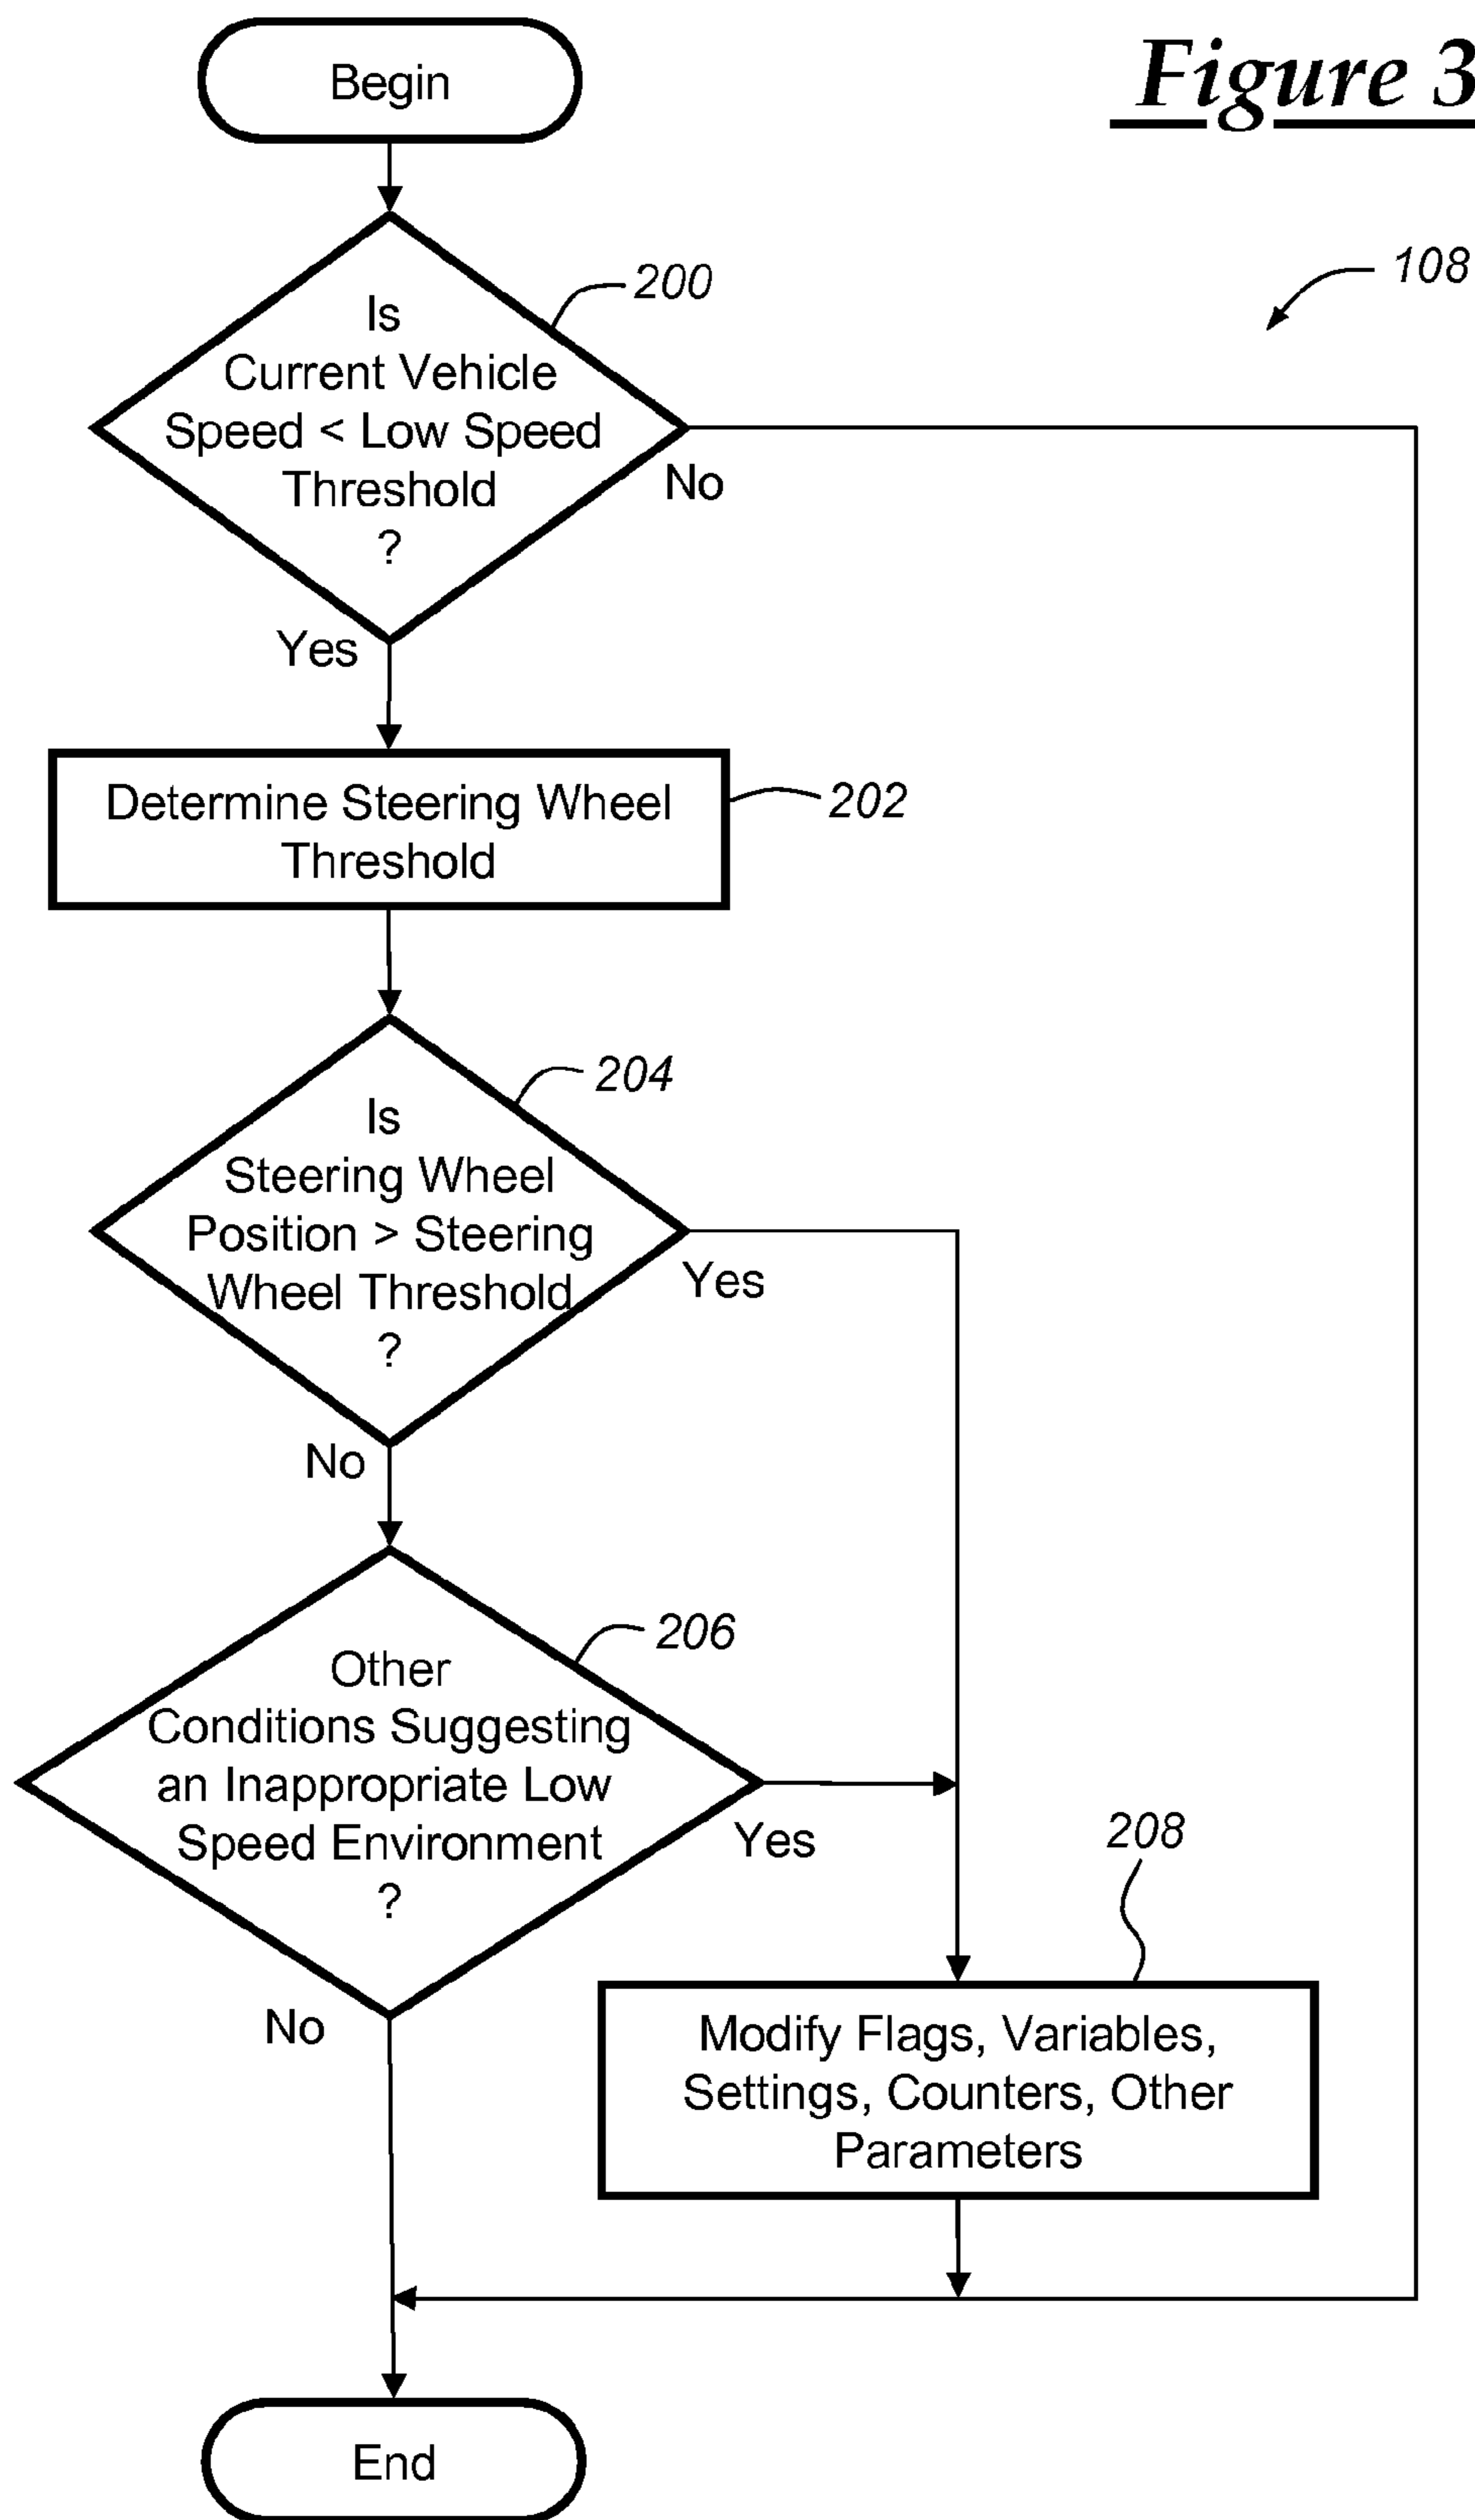 Begin
Figure 3
Is
Current Vehicle
Speed < Low Speed
Threshold
?
200
108
No
Yes
Determine Steering Wheel
Threshold
202
Is
Steering Wheel
Position > Steering
Wheel Threshold
?
204
Yes
No
Other
Conditions Suggesting
an Inappropriate Low
Speed Environment
?
206
Yes
No
208
Modify Flags, Variables,
Settings, Counters, Other
Parameters
End